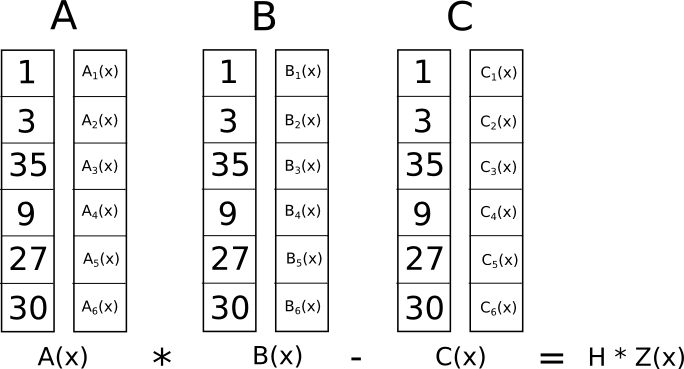 A B C
1 A₁(x) 1 B₁(x) 1 C₁(x)
3 A₂(x) 3 B₂(x) 3 C₂(x)
35 A₃(x) 35 B₃(x) 35 C₃(x)
9 A₄(x) 9 B₄(x) 9 C₄(x)
27 A₅(x) 27 B₅(x) 27 C₅(x)
30 A₆(x) 30 B₆(x) 30 C₆(x)
A(x) * B(x) - C(x) = H * Z(x)